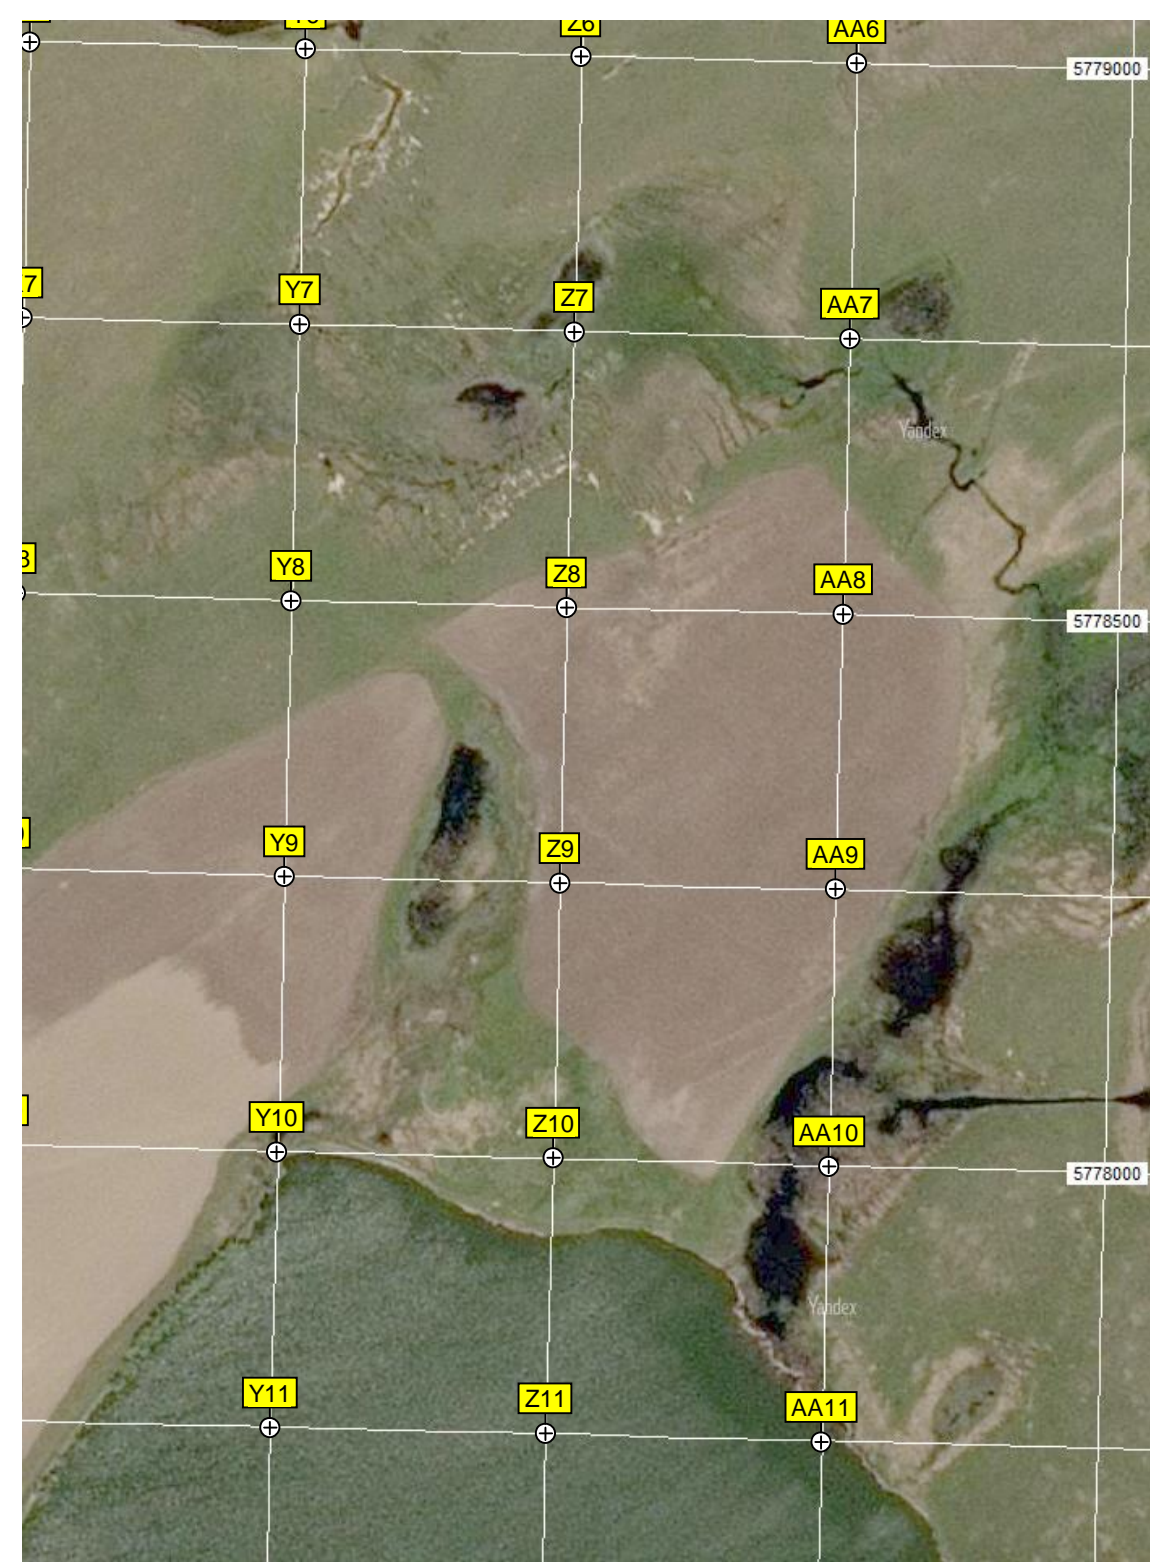 Z6
AA6
5779000
Y7
Z7
AA7
Yandex
Y8
Z8
AA8
5778500
Y9
Z9
AA9
Y10
Z10
AA10
5778000
Yandex
Y11
Z11
AA11